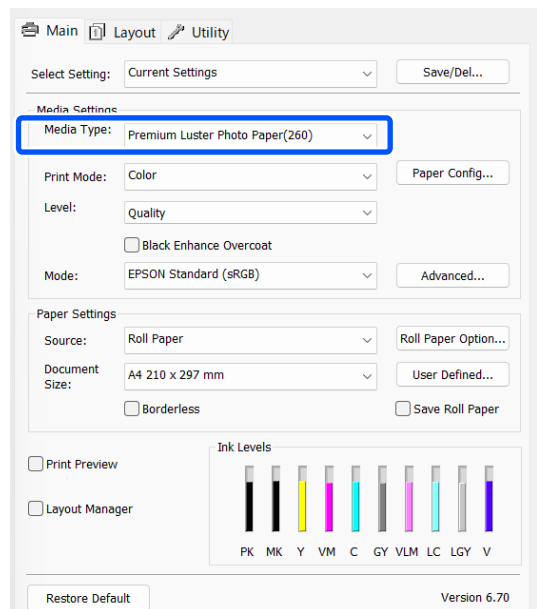 Main Layout Utility
Select Setting: Current Settings Save/Del...
Media Settings
Media Type: Premium Luster Photo Paper(260)
Print Mode: Color Paper Config...
Level: Quality
Black Enhance Overcoat
Mode: EPSON Standard (sRGB) Advanced...
Paper Settings
Source: Roll Paper Roll Paper Option...
Document
Size: A4 210 x 297 mm User Defined...
Borderless Save Roll Paper
Ink Levels
Print Preview
Layout Manager
PK MK Y VM C GY VLM LC LGY V
Restore Default Version 6.70